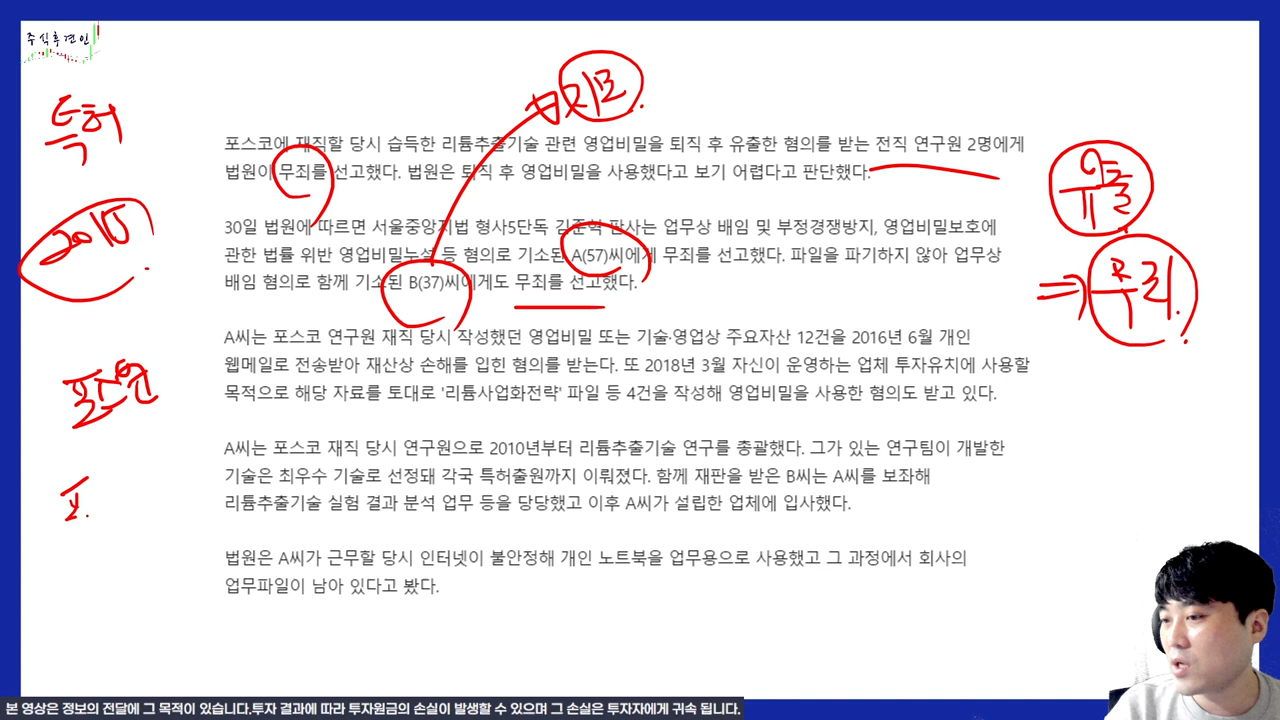 주식후견인
특허
2015
포스코에 재직할 당시 습득한 리튬추출기술 관련 영업비밀을 퇴직 후 유출한 혐의를 받는 전직 연구원 2명에게
법원이 무죄를 선고했다. 법원은 퇴직 후 영업비밀을 사용했다고 보기 어렵다고 판단했다.
30일 법원에 따르면 서울중앙지법 형사5단독 김준혁 판사는 업무상 배임 및 부정경쟁방지, 영업비밀보호에
관한 법률 위반 영업비밀누설 등 혐의로 기소된 A(57)씨에게 무죄를 선고했다. 파일을 파기하지 않아 업무상
배임 혐의로 함께 기소된 B(37)씨에게도 무죄를 선고했다.
A씨는 포스코 연구원 재직 당시 작성했던 영업비밀 또는 기술·영업상 주요자산 12건을 2016년 6월 개인
웹메일로 전송받아 재산상 손해를 입힌 혐의를 받는다. 또 2018년 3월 자신이 운영하는 업체 투자유치에 사용할
목적으로 해당 자료를 토대로 '리튬사업화전략' 파일 등 4건을 작성해 영업비밀을 사용한 혐의도 받고 있다.
A씨는 포스코 재직 당시 연구원으로 2010년부터 리튬추출기술 연구를 총괄했다. 그가 있는 연구팀이 개발한
기술은 최우수 기술로 선정돼 각국 특허출원까지 이뤄졌다. 함께 재판을 받은 B씨는 A씨를 보좌해
리튬추출기술 실험 결과 분석 업무 등을 담당했고 이후 A씨가 설립한 업체에 입사했다.
법원은 A씨가 근무할 당시 인터넷이 불안정해 개인 노트북을 업무용으로 사용했고 그 과정에서 회사의
업무파일이 남아 있다고 봤다.
유출
포.
본 영상은 정보의 전달에 그 목적이 있습니다.투자 결과에 따라 투자원금의 손실이 발생할 수 있으며 그 손실은 투자자에게 귀속 됩니다.